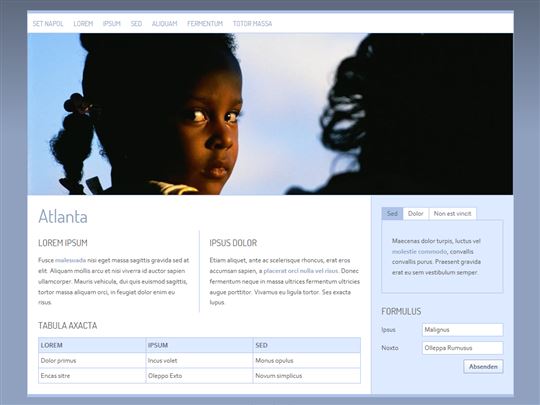 SET NAPOL LOREM IPSUM SED ALIQUAM FERMENTUM TOTOR MASSA
Atlanta
LOREM IPSUM
Fusce malesuada nisi eget massa sagittis gravida sed at
elit. Aliquam mollis arcu et nisi viverra id auctor sapien
ullamcorper. Mauris vehicula, dui quis euismod sagittis,
tortor massa aliquam orci, in feugiat dolor enim eu
risus.
IPSUS DOLOR
Etiam aliquet, ante ac scelerisque rhoncus, erat eros
accumsan sapien, a placerat orci nulla vel risus. Donec
fermentum neque in massa ultrices fermentum ultricies
augue porttitor. Vivamus eu ligula tortor. Ses exacta
lupus.
TABULA AXACTA
LOREM IPSUM SED
Dolor primus Incus volet Monus opulus
Encas sitre Oleppo Exto Novum simplicus
Sed Dolor Non est vincit
Maecenas dolor turpis, luctus vel
molestie commodo, convallis
convallis purus. Praesent gravida
erat eu sem vestibulum semper.
FORMULUS
Ipsus Malignus
Noxto Olleppa Rumusus
Absenden